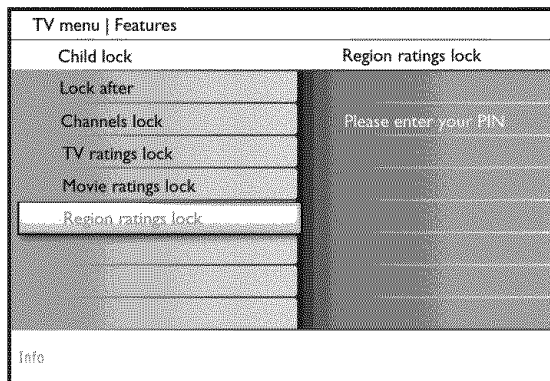 TV menu | Features
Child lock
Region ratings lock
Lock after
Channels lock
Please enter your PIN
TV ratings lock
Movie ratings lock
Region ratings lock
Info